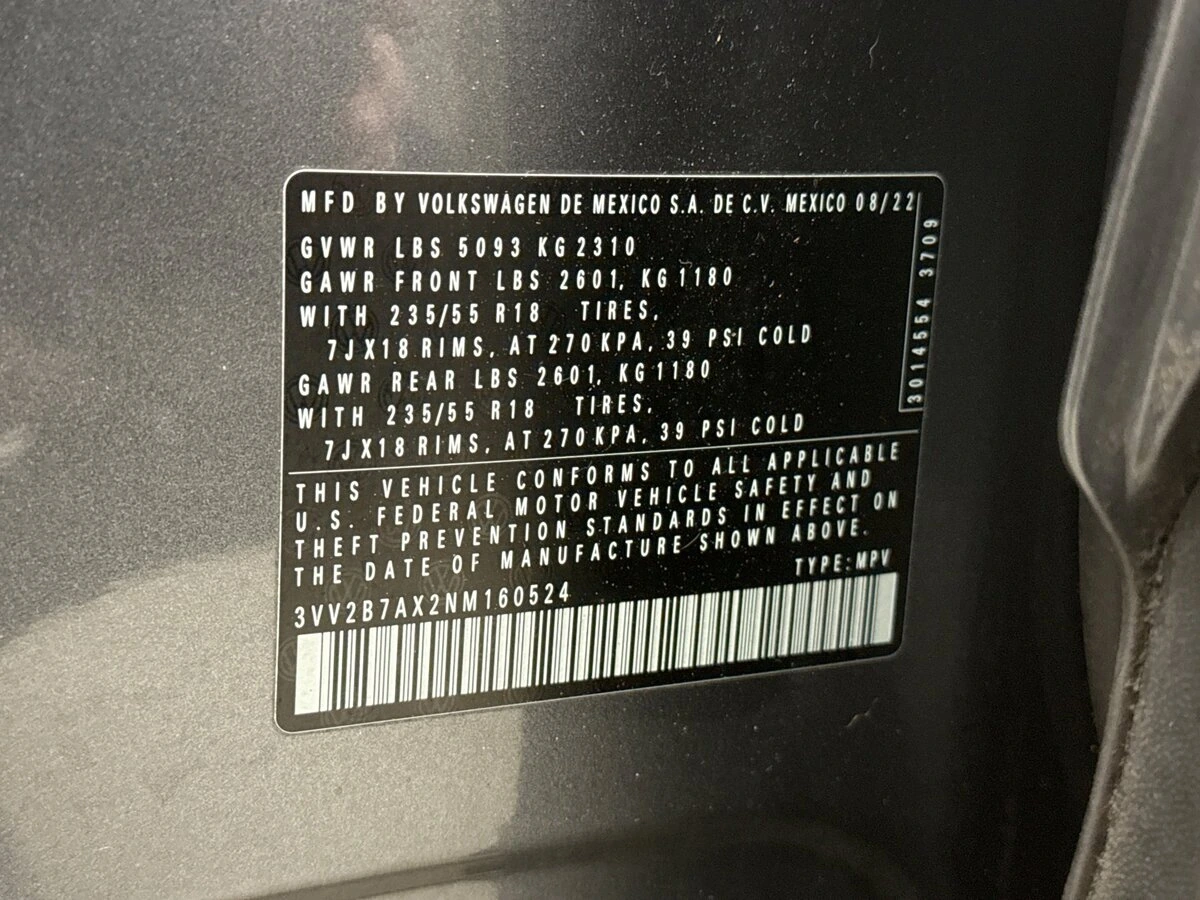 MFD BY VOLKSWAGEN DE MEXICO S.A. DE C.V. MEXICO 08/22
GVWR LBS 5093 KG 2310
GAWR FRONT LBS 2601, KG 1180
WITH 235/55 R18 TIRES,
7JX18 RIMS, AT 270 KPA, 39 PSI COLD
GAWR REAR LBS 2601, KG 1180
WITH 235/55 R18 TIRES,
7JX18 RIMS, AT 270 KPA, 39 PSI COLD
3014554 3709
THIS VEHICLE CONFORMS TO ALL APPLICABLE
U.S. FEDERAL MOTOR VEHICLE SAFETY AND
THEFT PREVENTION STANDARDS IN EFFECT ON
THE DATE OF MANUFACTURE SHOWN ABOVE.
TYPE:MPV
3VV2B7AX2NM160524